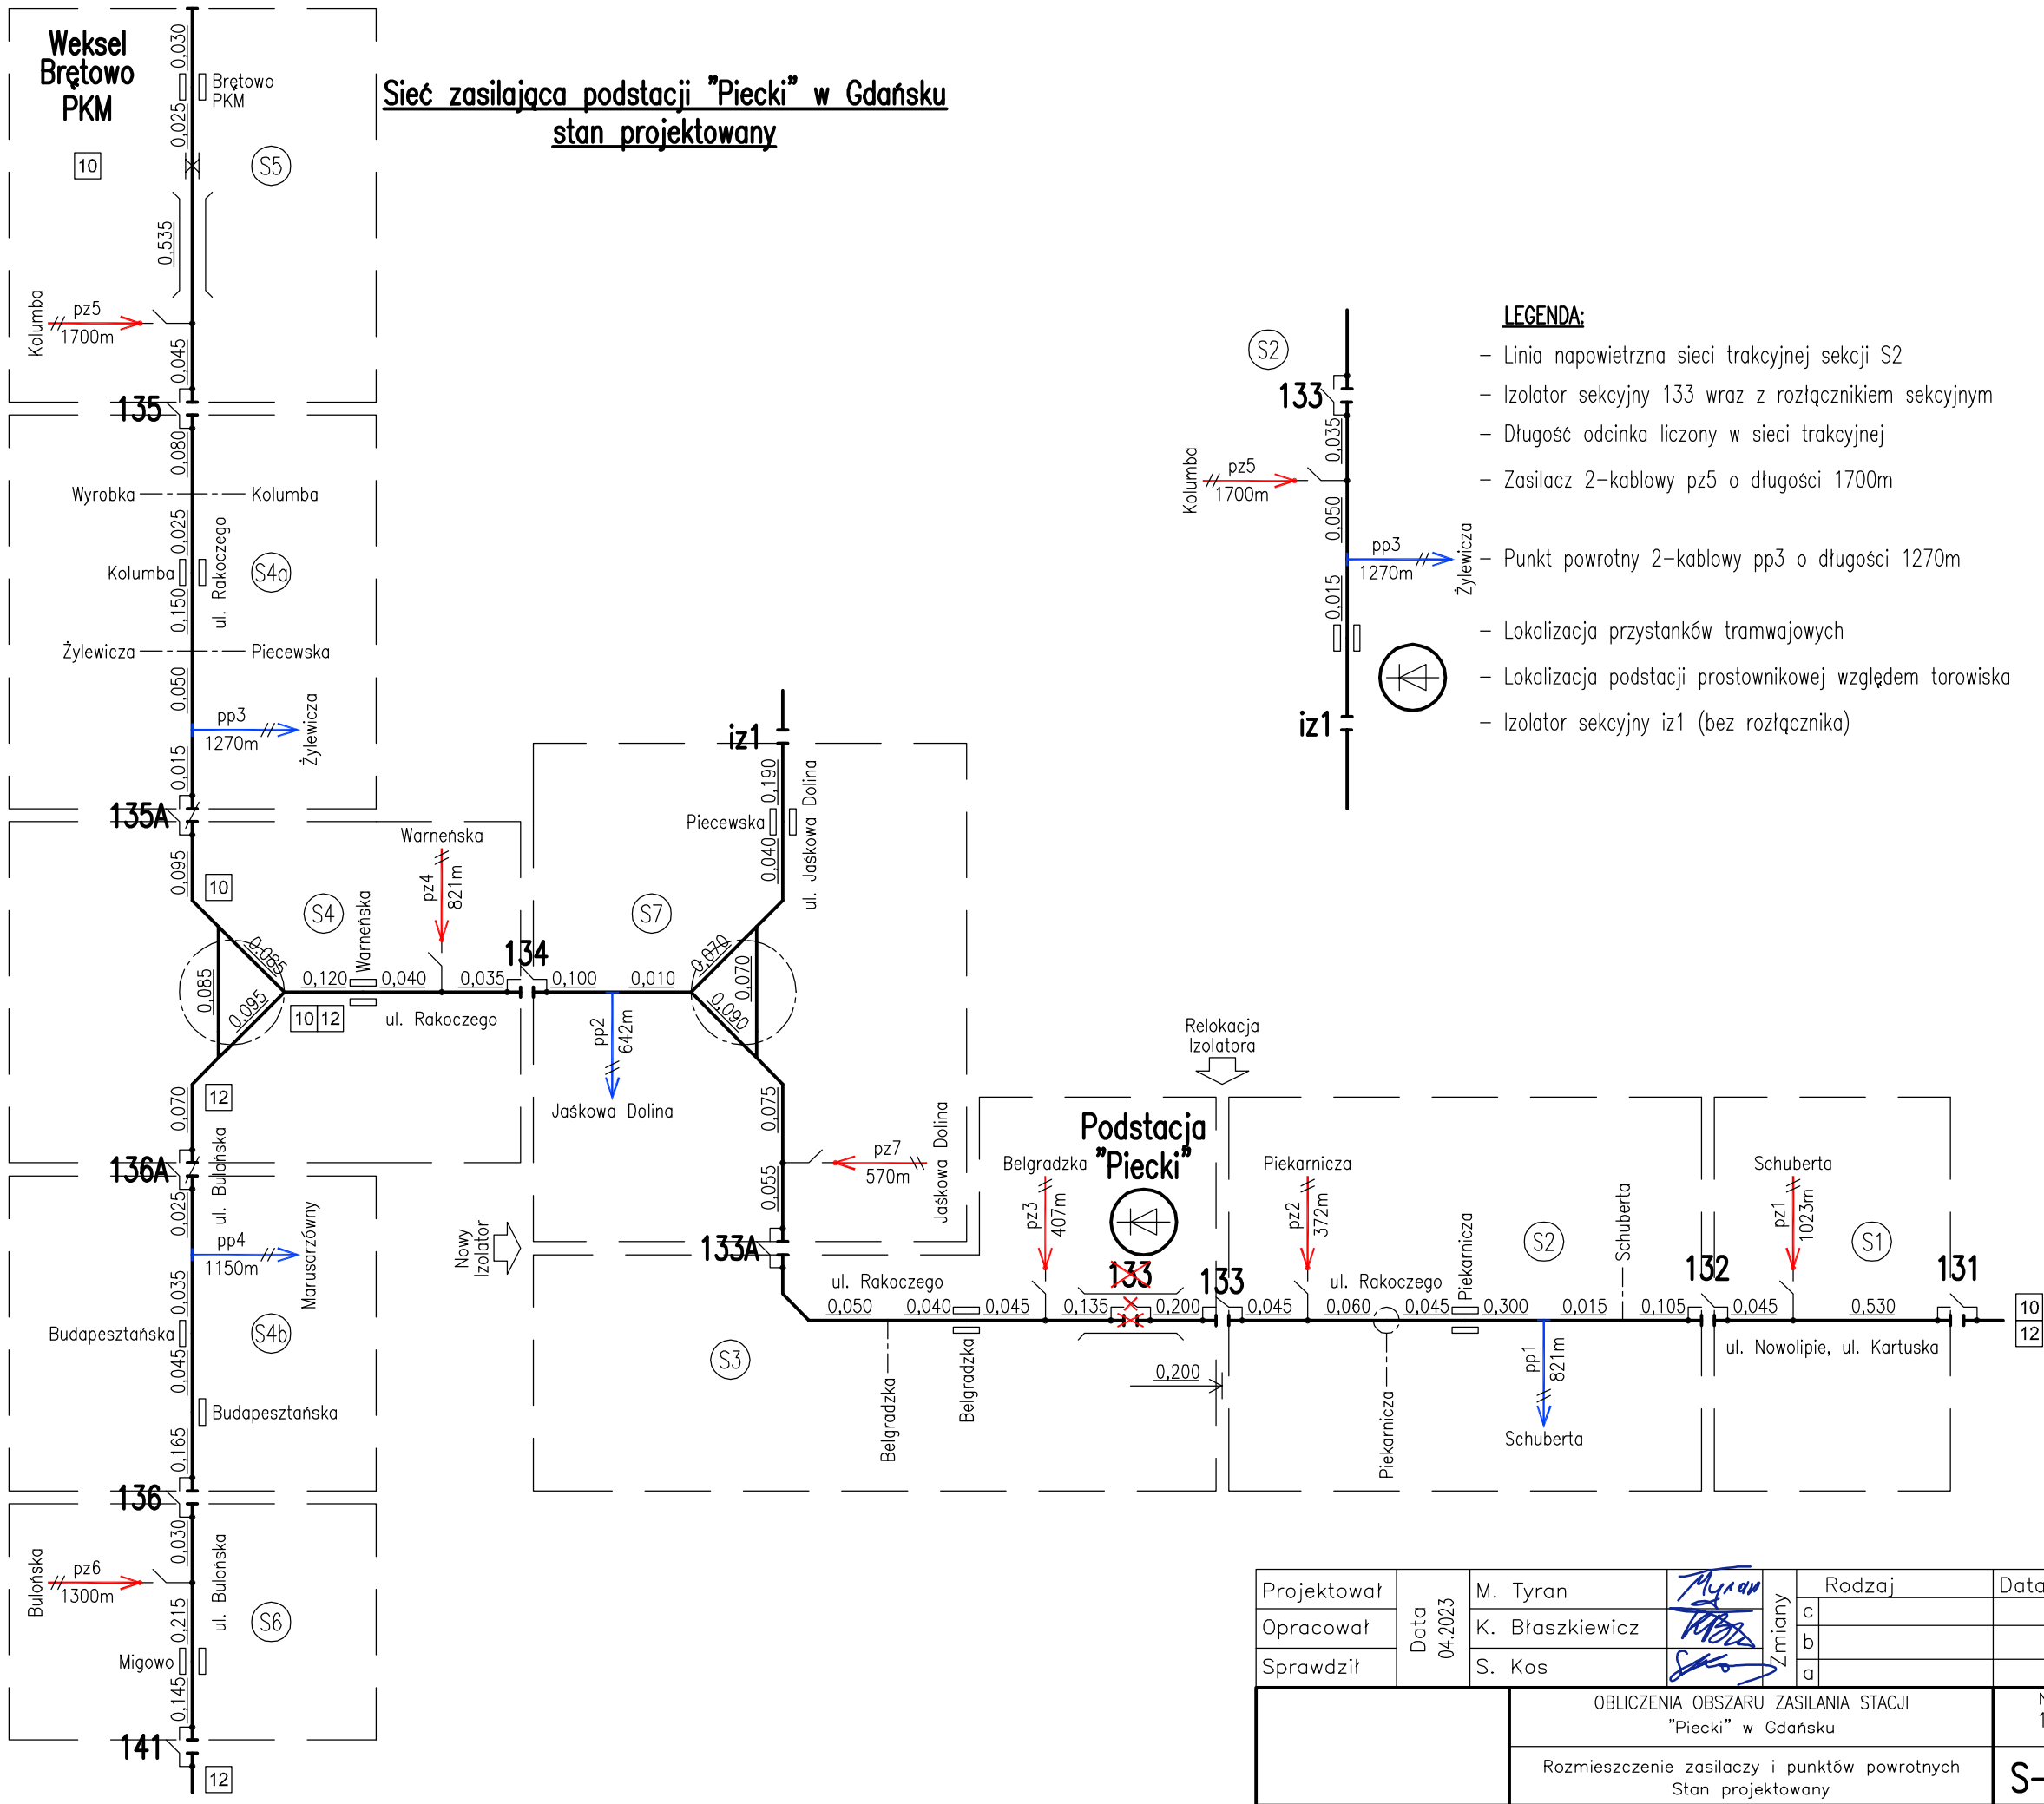 Weksel
Brętowo
PKM
0,030
Brętowo
PKM
0,025
10
S5
0,535
Kolumba
pz5
1700m
0,045
135
Sieć zasilająca podstacji "Piecki" w Gdańsku
stan projektowany
LEGENDA:
S2
- Linia napowietrzna sieci trakcyjnej sekcji S2
133
- Izolator sekcyjny 133 wraz z rozłącznikiem sekcyjnym
0,035
- Długość odcinka liczony w sieci trakcyjnej
Kolumba
pz5
1700m
- Zasilacz 2-kablowy pz5 o długości 1700m
0,050
pp3
1270m
Żylewicza
- Punkt powrotny 2-kablowy pp3 o długości 1270m
0,015
- Lokalizacja przystanków tramwajowych
- Lokalizacja podstacji prostownikowej względem torowiska
iz1
- Izolator sekcyjny iz1 (bez rozłącznika)
0,080
Wyrobka
Kolumba
0,025
ul. Rakoczego
Kolumba
S4a
0,150
Żylewicza
Piecewska
0,050
pp3
1270m
Żylewicza
0,015
135A
0,095
10
S4
Warneńska
pz4
821m
Warneńska
0,085
0,085
0,095
0,120
0,040
0,035
134
10
12
ul. Rakoczego
0,070
12
136A
iz1
0,190
ul. Jaśkowa Dolina
Piecewska
0,040
S7
0,100
0,010
0,070
0,070
0,090
pp2
642m
Jaśkowa Dolina
0,075
pz7
570m
Jaśkowa Dolina
0,055
133A
Nowy
Izolator
ul. Bulońska
0,025
pp4
1150m
Marusarzówny
0,035
Budapesztańska
S4b
0,045
Budapesztańska
0,165
136
0,030
Bulońska
pz6
1300m
ul. Bulońska
0,215
S6
Migowo
0,145
141
12
Relokacja
Izolatora
Podstacja
"Piecki"
Belgradzka
pz3
407m
133
133
ul. Rakoczego
0,050
0,040
0,045
0,135
0,200
S3
Belgradzka
Belgradzka
0,200
Piekarnicza
pz2
372m
ul. Rakoczego
Piekarnicza
S2
Schuberta
0,045
0,060
0,045
0,300
0,015
0,105
132
Piekarnicza
pp1
821m
Schuberta
Schuberta
pz1
1023m
S1
131
0,045
0,530
ul. Nowolipie, ul. Kartuska
10
12
Projektował
Data
04.2023
M. Tyran
Zmiany
Rodzaj
Data
Opracował
K. Błaszkiewicz
c
b
Sprawdził
S. Kos
a
OBLICZENIA OBSZARU ZASILANIA STACJI
"Piecki" w Gdańsku
Rozmieszczenie zasilaczy i punktów powrotnych
Stan projektowany
S-